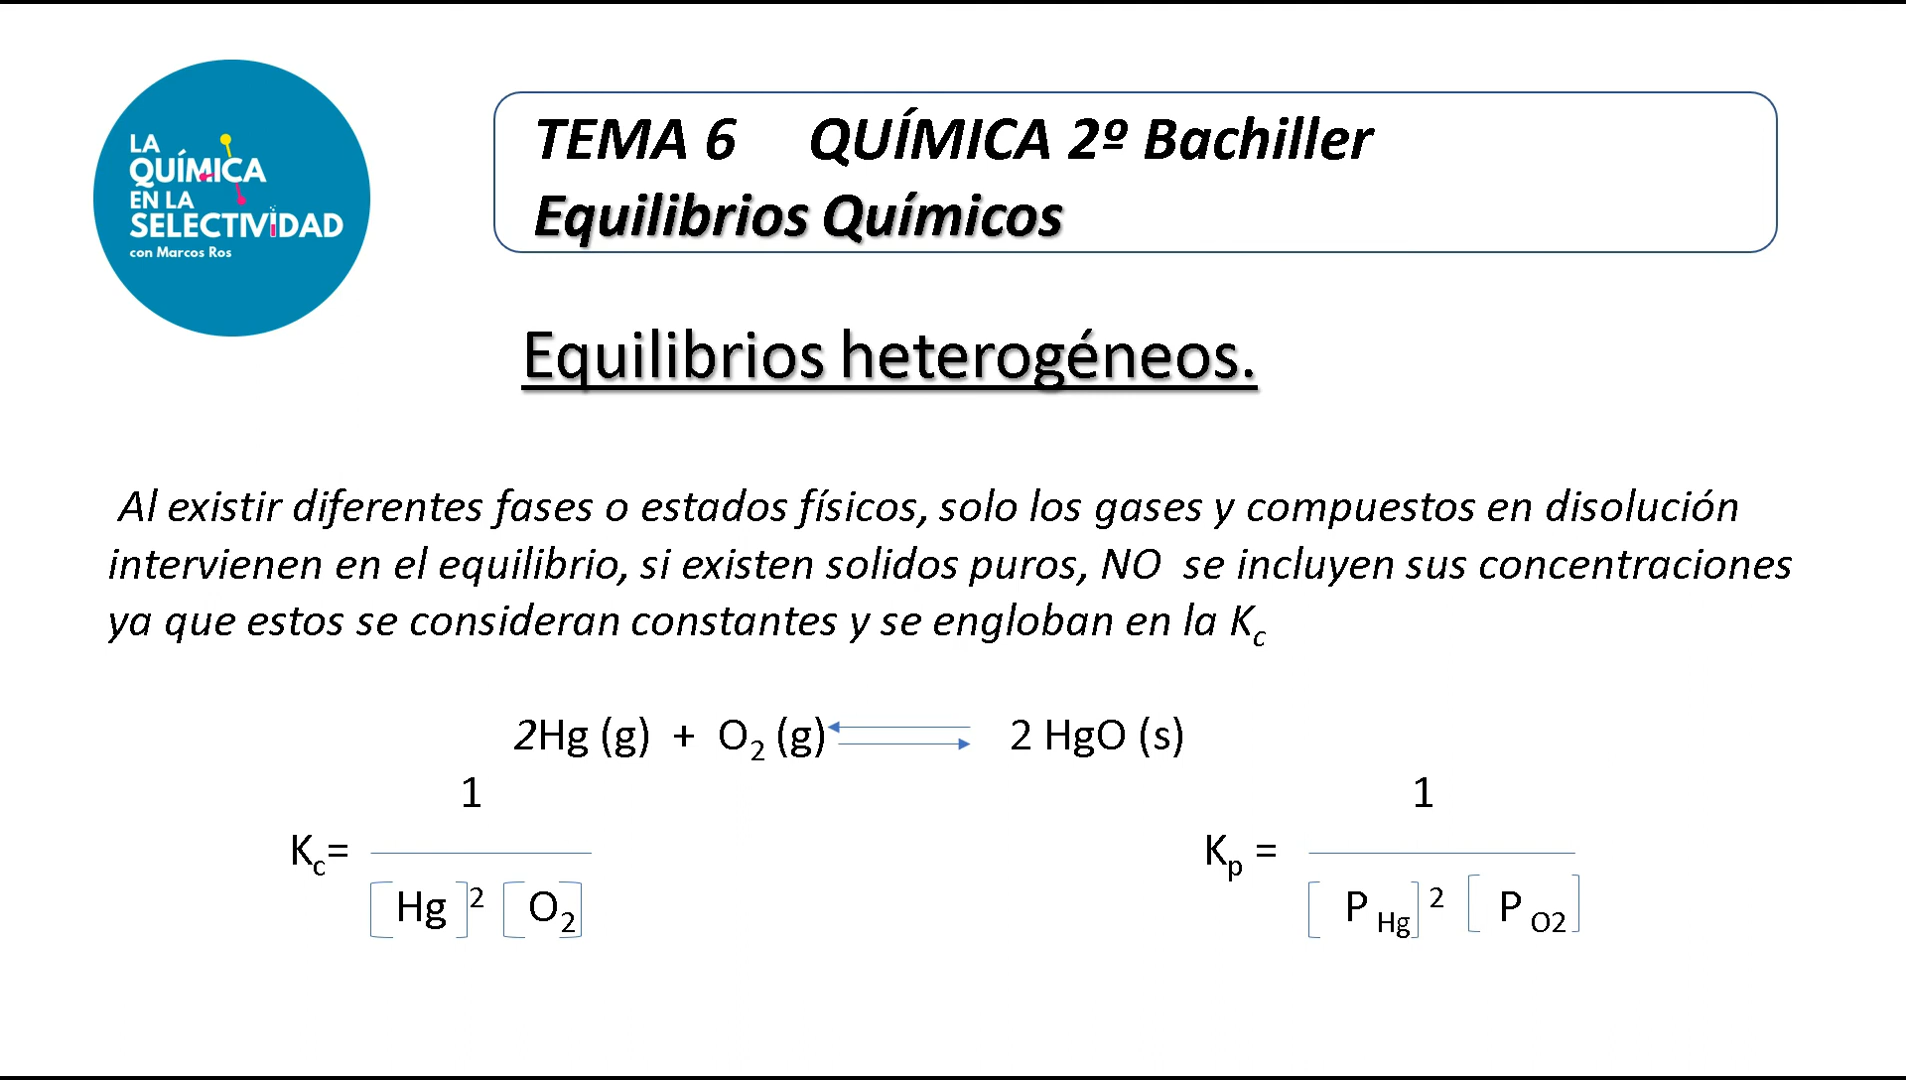 LA
QUÍMICA
EN LA
SELECTIVIDAD
con Marcos Ros
TEMA 6 QUÍMICA 2º Bachiller
Equilibrios Químicos
Equilibrios heterogéneos.
Al existir diferentes fases o estados físicos, solo los gases y compuestos en disolución
intervienen en el equilibrio, si existen solidos puros, NO se incluyen sus concentraciones
ya que estos se consideran constantes y se engloban en la K꜀
2Hg (g) + O₂ (g) ⇄ 2 HgO (s)
1 1
K꜀= Kₚ =
[Hg]² [O₂] [P Hg]² [P O2]